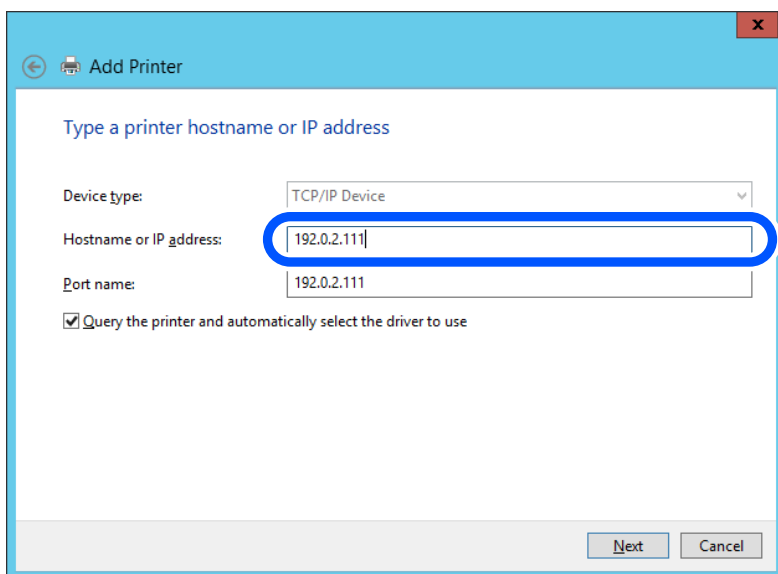 x
Add Printer
Type a printer hostname or IP address
Device type: TCP/IP Device
Hostname or IP address: 192.0.2.111
Port name: 192.0.2.111
Query the printer and automatically select the driver to use
Next Cancel